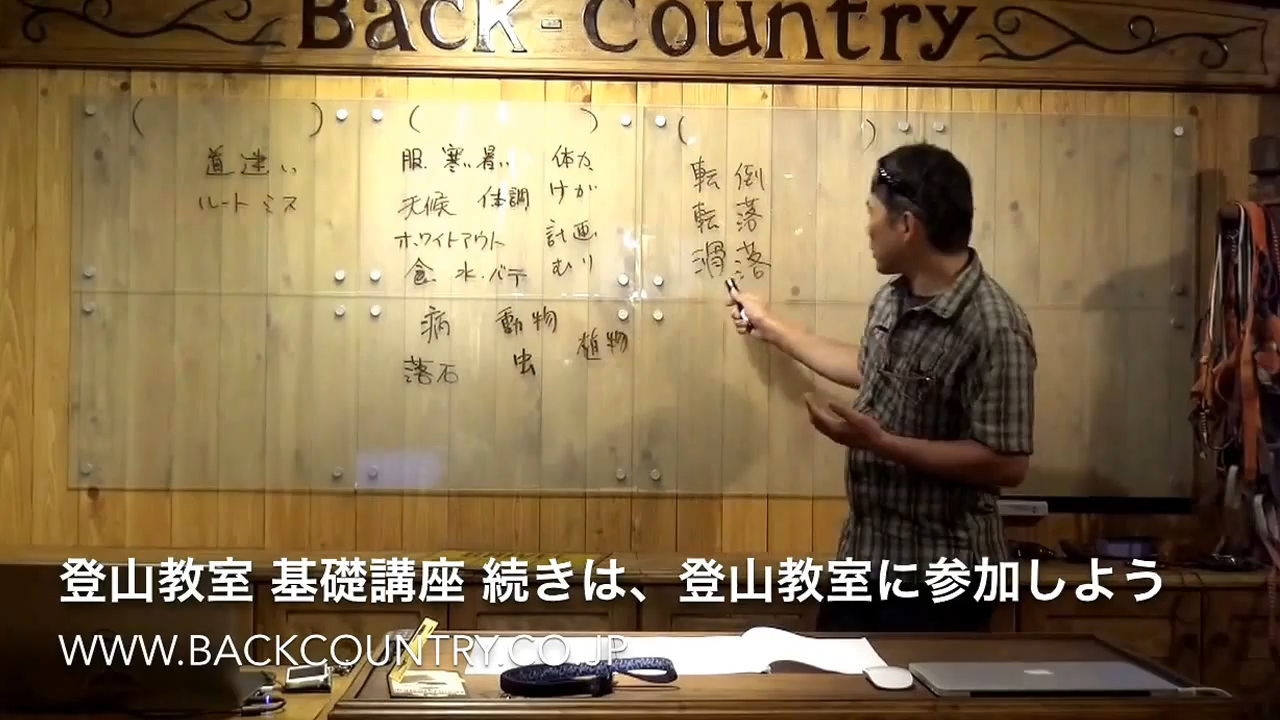 Back-Country
( ) ( ) ( )
道迷い
ルートミス
服 寒い 暑い 体力
天候 体調 けが
ホワイトアウト 計画
食 水・バテ むり
病 動物 植物
落石 虫
転倒
転落
滑落
登山教室 基礎講座 続きは、登山教室に参加しよう
WWW.BACKCOUNTRY.CO.JP